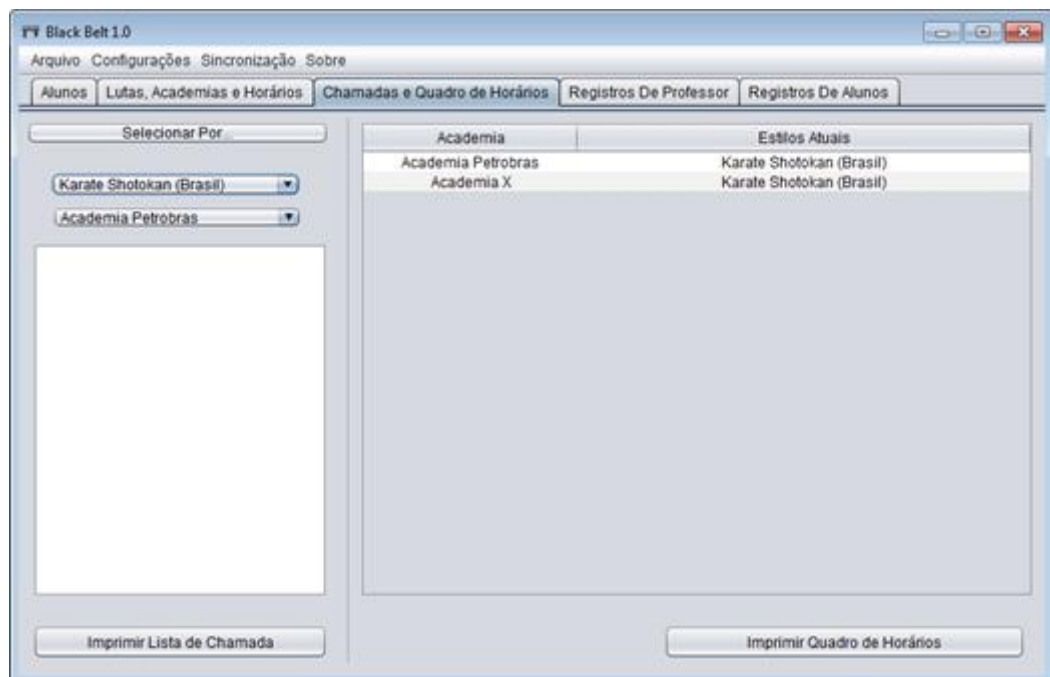 Black Belt 1.0
Arquivo Configurações Sincronização Sobre
Alunos Lutas, Academias e Horários Chamadas e Quadro de Horários Registros De Professor Registros De Alunos
Selecionar Por...
Karate Shotokan (Brasil)
Academia Petrobras
Academia Estilos Atuais
Academia Petrobras Karate Shotokan (Brasil)
Academia X Karate Shotokan (Brasil)
Imprimir Lista de Chamada
Imprimir Quadro de Horários